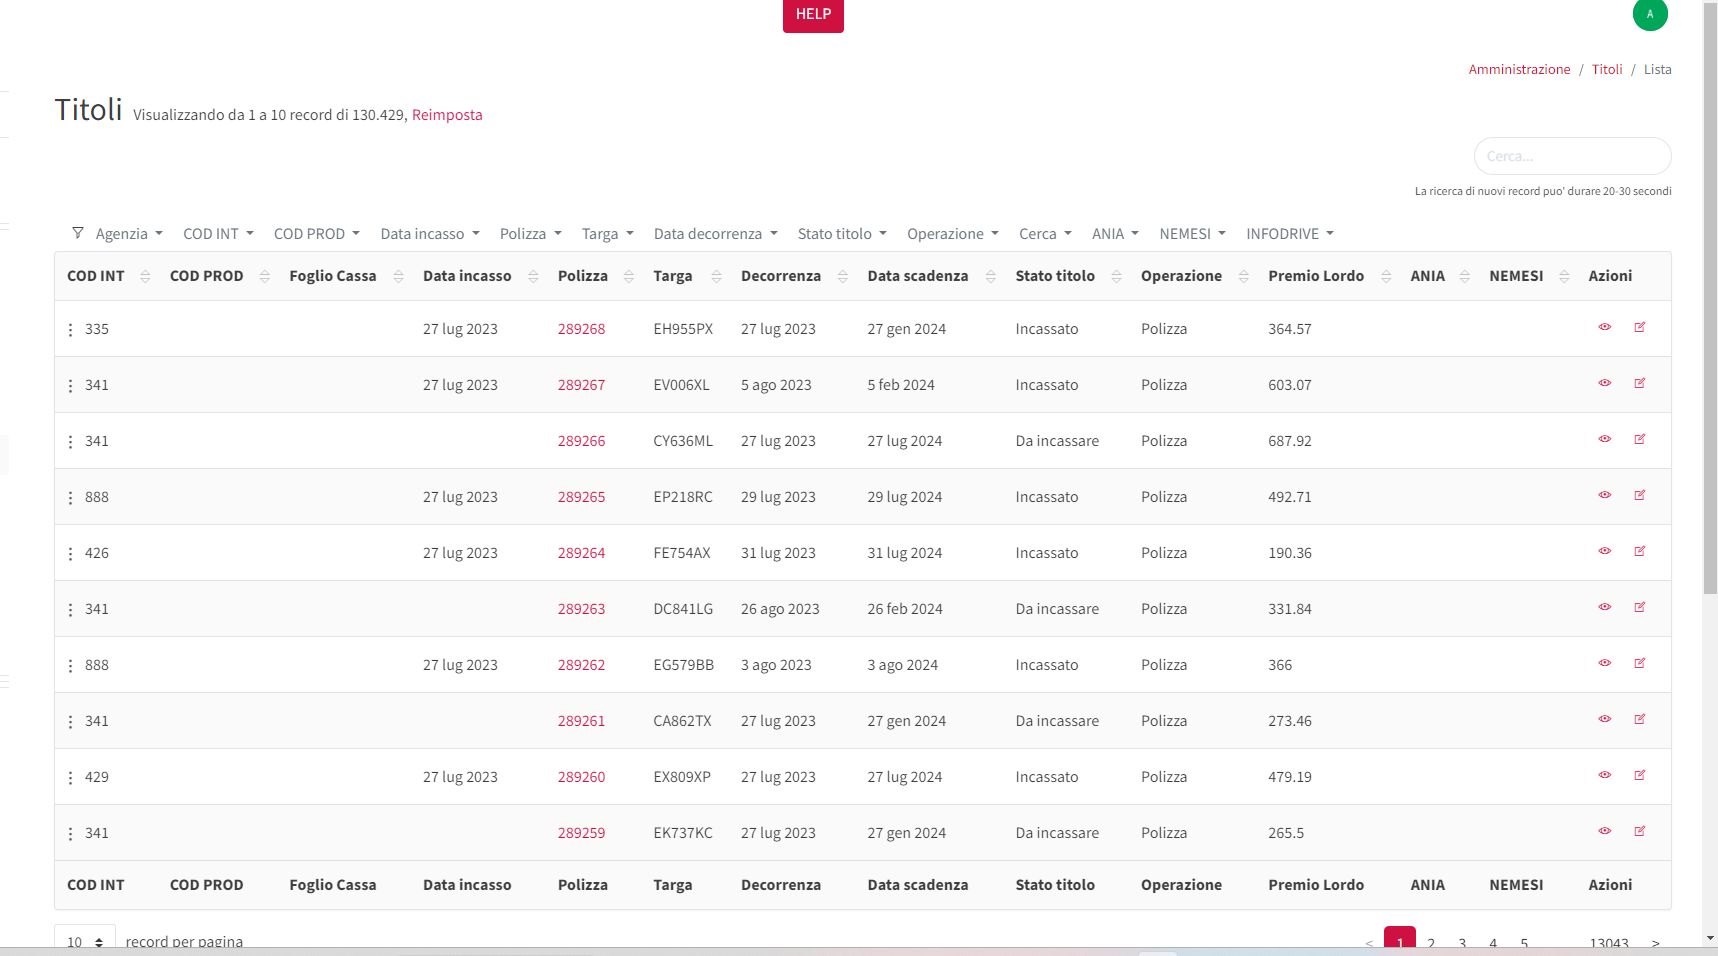 HELP
A
Amministrazione / Titoli / Lista
Titoli Visualizzando da 1 a 10 record di 130.429, Reimposta
Cerca...
La ricerca di nuovi record puo' durare 20-30 secondi
Agenzia COD INT COD PROD Data incasso Polizza Targa Data decorrenza Stato titolo Operazione Cerca ANIA NEMESI INFODRIVE
COD INT COD PROD Foglio Cassa Data incasso Polizza Targa Decorrenza Data scadenza Stato titolo Operazione Premio Lordo ANIA NEMESI Azioni
335 27 lug 2023 289268 EH955PX 27 lug 2023 27 gen 2024 Incassato Polizza 364.57
341 27 lug 2023 289267 EV006XL 5 ago 2023 5 feb 2024 Incassato Polizza 603.07
341 289266 CY636ML 27 lug 2023 27 lug 2024 Da incassare Polizza 687.92
888 27 lug 2023 289265 EP218RC 29 lug 2023 29 lug 2024 Incassato Polizza 492.71
426 27 lug 2023 289264 FE754AX 31 lug 2023 31 lug 2024 Incassato Polizza 190.36
341 289263 DC841LG 26 ago 2023 26 feb 2024 Da incassare Polizza 331.84
888 27 lug 2023 289262 EG579BB 3 ago 2023 3 ago 2024 Incassato Polizza 366
341 289261 CA862TX 27 lug 2023 27 gen 2024 Da incassare Polizza 273.46
429 27 lug 2023 289260 EX809XP 27 lug 2023 27 lug 2024 Incassato Polizza 479.19
341 289259 EK737KC 27 lug 2023 27 gen 2024 Da incassare Polizza 265.5
COD INT COD PROD Foglio Cassa Data incasso Polizza Targa Decorrenza Data scadenza Stato titolo Operazione Premio Lordo ANIA NEMESI Azioni
10 record per pagina < 1 2 3 4 5 13043 >